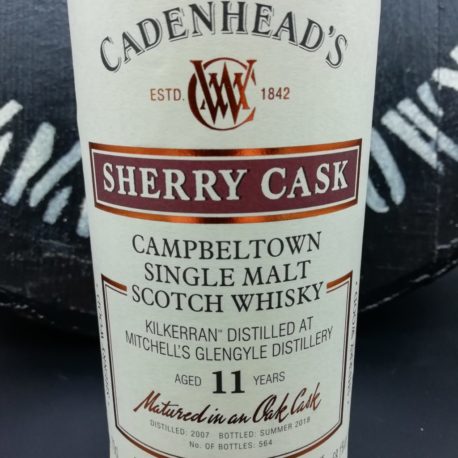 CADENHEAD'S
ESTD. 1842
SHERRY CASK
CAMPBELTOWN
SINGLE MALT
SCOTCH WHISKY
KILKERRAN™ DISTILLED AT
MITCHELL'S GLENGYLE DISTILLERY
AGED 11 YEARS
Matured in an Oak Cask
DISTILLED: 2007 BOTTLED: SUMMER 2018
No. OF BOTTLES: 564